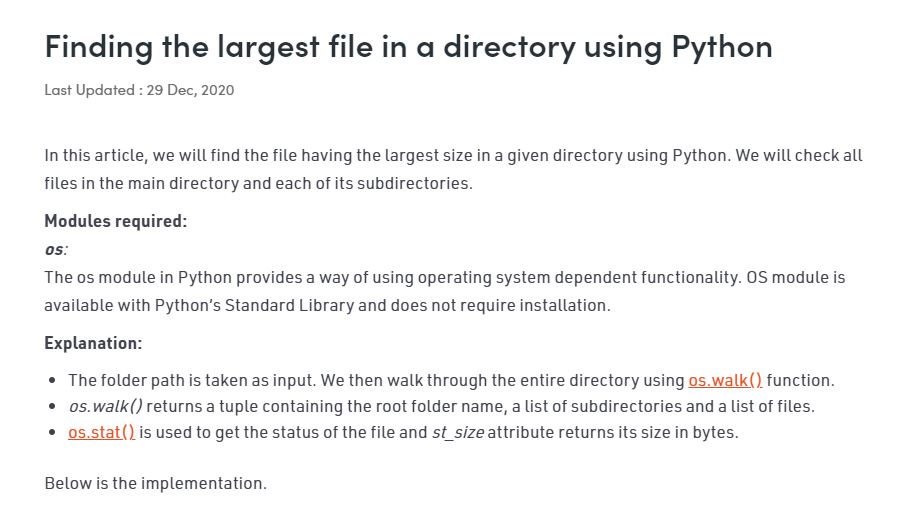 Finding the largest file in a directory using Python
Last Updated : 29 Dec, 2020
In this article, we will find the file having the largest size in a given directory using Python. We will check all
files in the main directory and each of its subdirectories.
Modules required:
os:
The os module in Python provides a way of using operating system dependent functionality. OS module is
available with Python’s Standard Library and does not require installation.
Explanation:
• The folder path is taken as input. We then walk through the entire directory using os.walk() function.
• os.walk() returns a tuple containing the root folder name, a list of subdirectories and a list of files.
• os.stat() is used to get the status of the file and st_size attribute returns its size in bytes.
Below is the implementation.